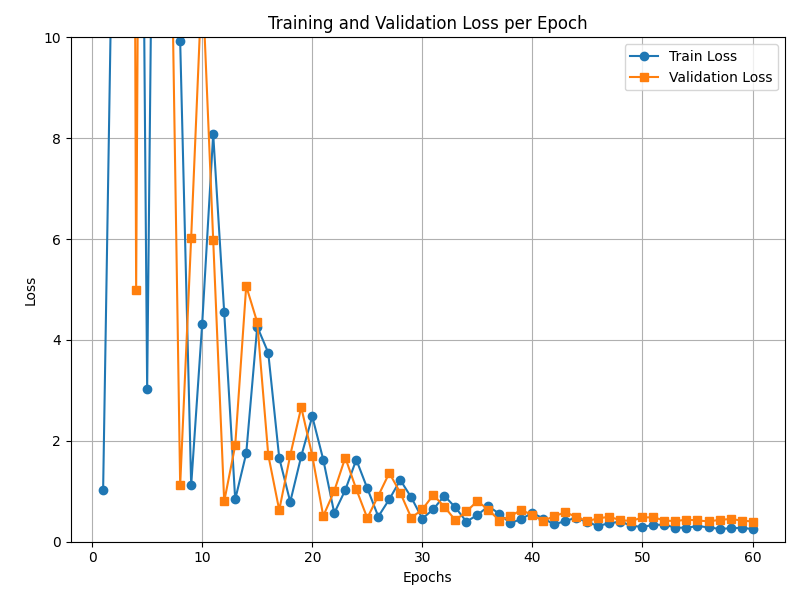 Training and Validation Loss per Epoch
Train Loss
Validation Loss
Loss
10
8
6
4
2
0
0 10 20 30 40 50 60
Epochs